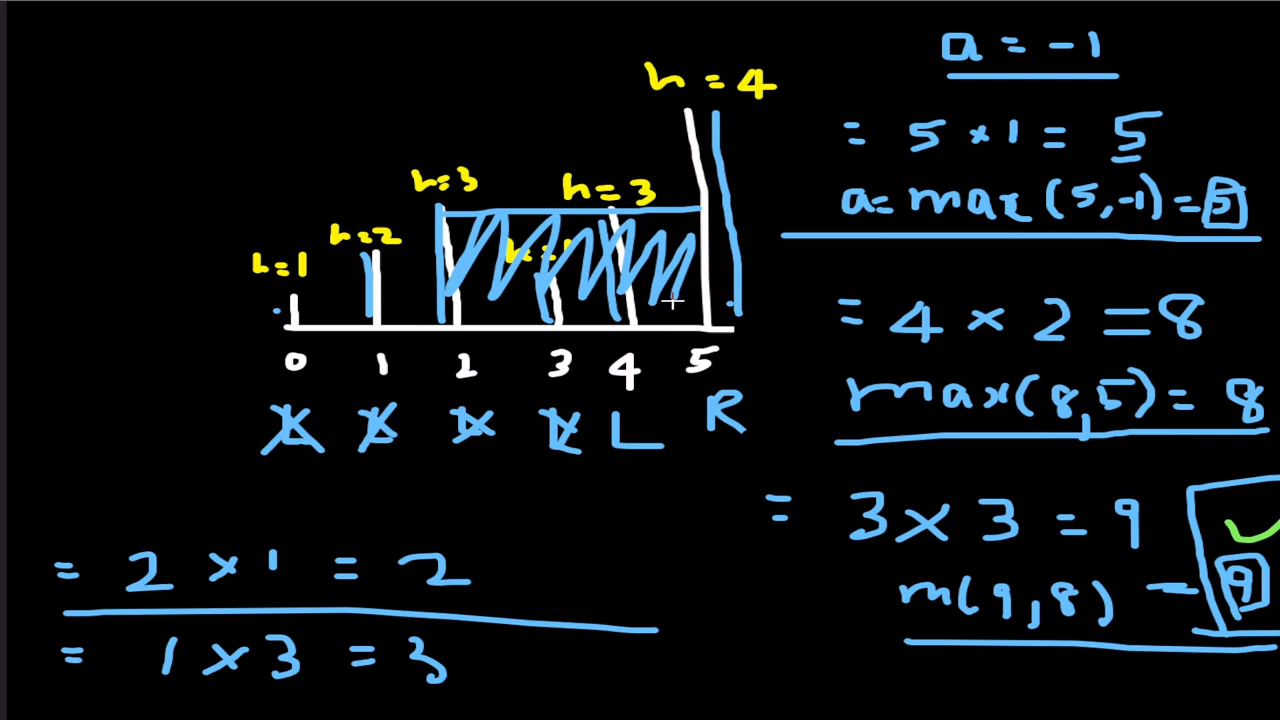 h=4
h=3 h=3
h=2
h=1 h=1
0 1 2 3 4 5
L L L L L R
= 2 × 1 = 2
= 1 × 3 = 3
a = -1
= 5 × 1 = 5
a = max (5,-1) = 5
= 4 × 2 = 8
max(8,5) = 8
= 3 × 3 = 9
m(9,8) - 9